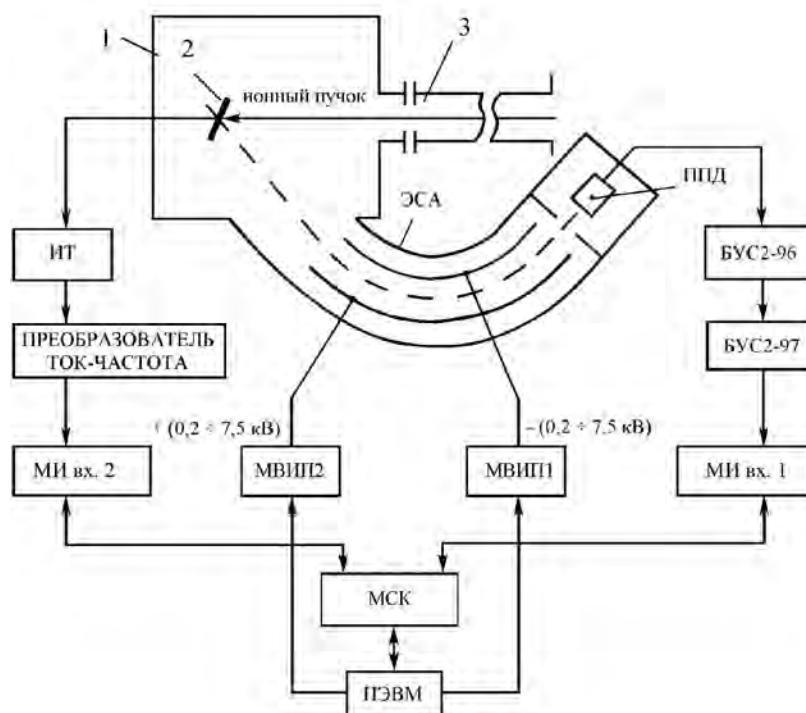 1
2
3
ионный пучок
ППД
ЭСА
ИТ
БУС2-96
ПРЕОБРАЗОВАТЕЛЬ
ТОК-ЧАСТОТА
БУС2-97
(0,2 ÷ 7,5 кВ)
– (0,2 ÷ 7.5 кВ)
МИ вх. 2
МВИП2
МВИП1
МИ вх. 1
МСК
ПЭВМ